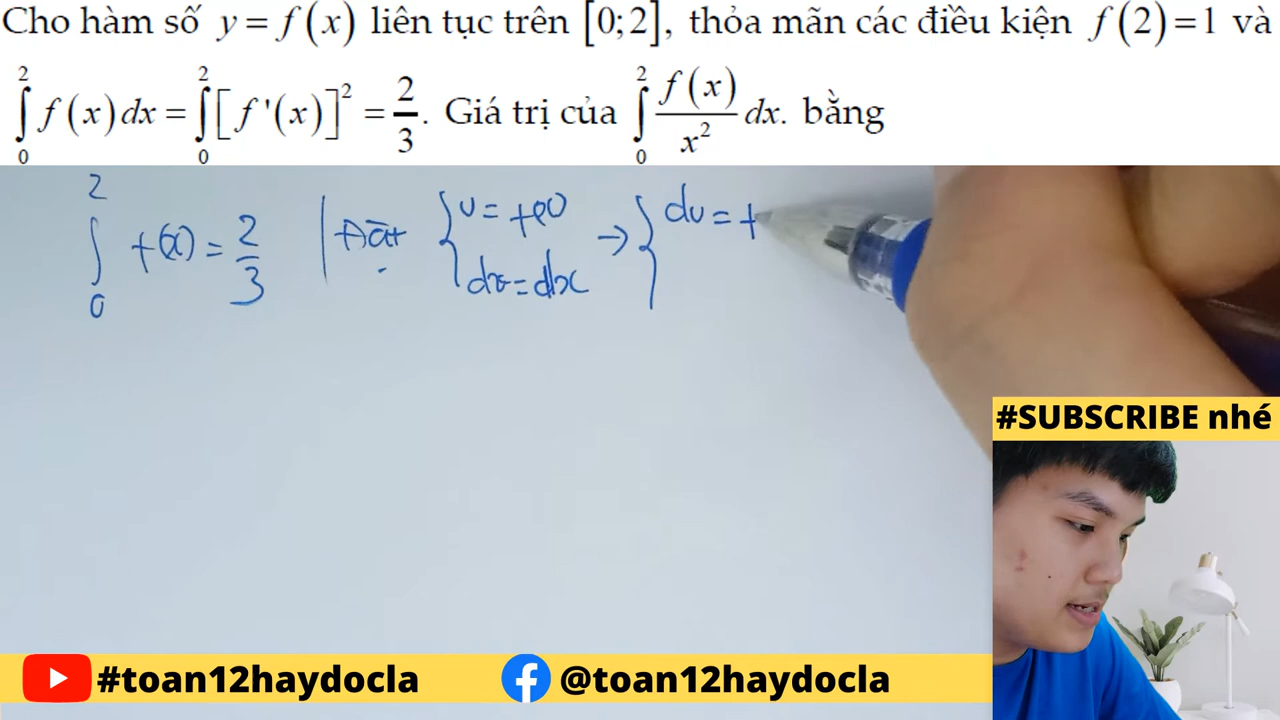 Cho hàm số y = f(x) liên tục trên [0;2], thỏa mãn các điều kiện f(2)=1 và
∫₀² f(x)dx = ∫₀² [f'(x)]² = 2/3. Giá trị của ∫₀² f(x)/x² dx. bằng
∫₀² f(x) = 2/3 | Đặt { u = f(x) → { du = f
dv = dx
#SUBSCRIBE nhé
#toan12haydocla @toan12haydocla